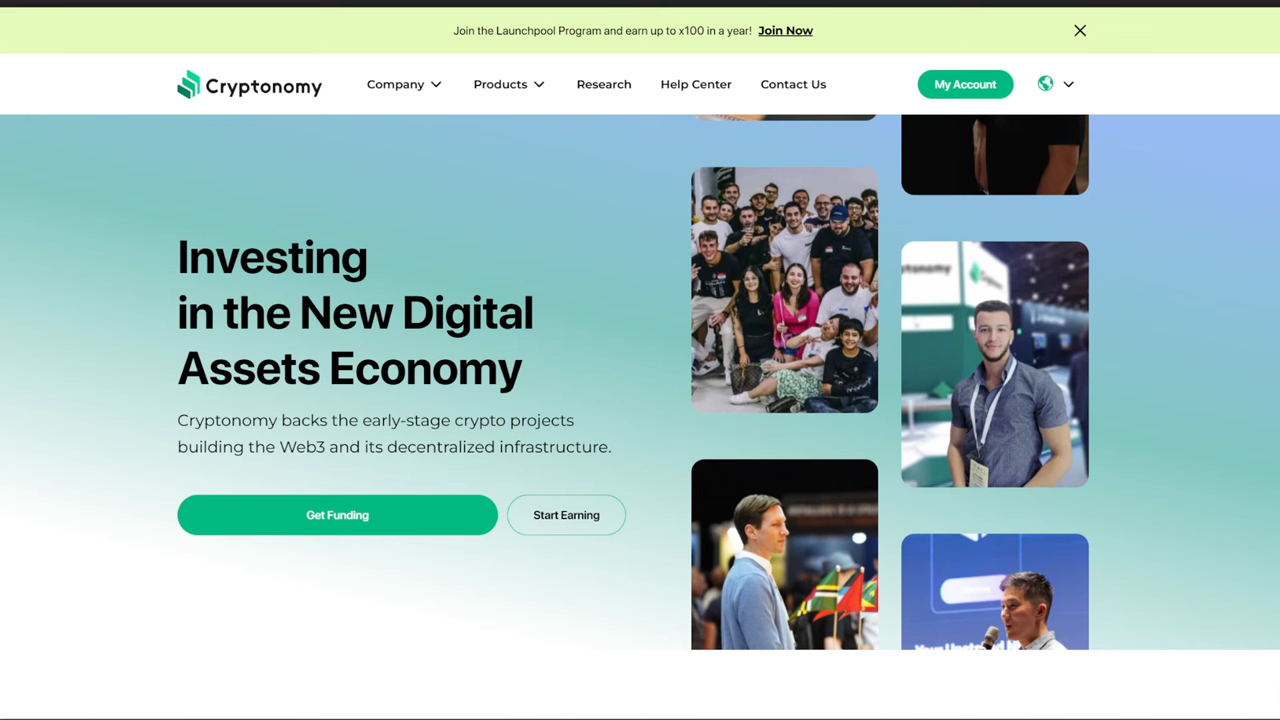 Join the Launchpool Program and earn up to x100 in a year! Join Now
Cryptonomy
Company
Products
Research
Help Center
Contact Us
My Account
Investing
in the New Digital
Assets Economy
Cryptonomy backs the early-stage crypto projects
building the Web3 and its decentralized infrastructure.
Get Funding
Start Earning